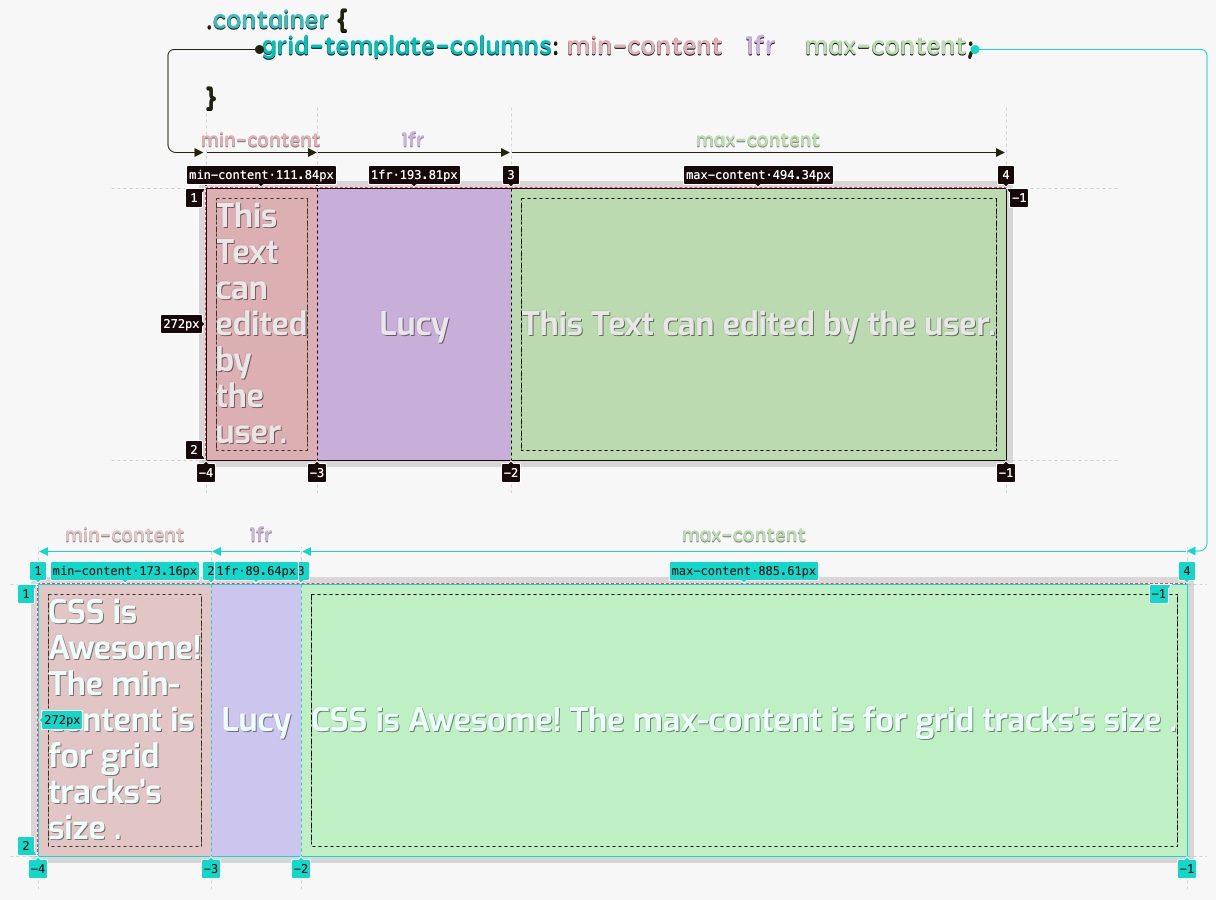 .container {
grid-template-columns: min-content 1fr max-content;
}
min-content 1fr max-content
min-content·111.84px 1fr·193.81px 3 max-content·494.34px 4
1 −1
This
Text
can
edited
by
the
user.
272px
Lucy
This Text can edited by the user.
2
−4 −3 −2 −1
min-content 1fr max-content
1 min-content·173.16px 2 1fr·89.64px 3 max-content·885.61px 4
1 −1
CSS is
Awesome!
The min-
ntent is
for grid
tracks's
size .
272px
Lucy
CSS is Awesome! The max-content is for grid tracks's size .
2
−4 −3 −2 −1